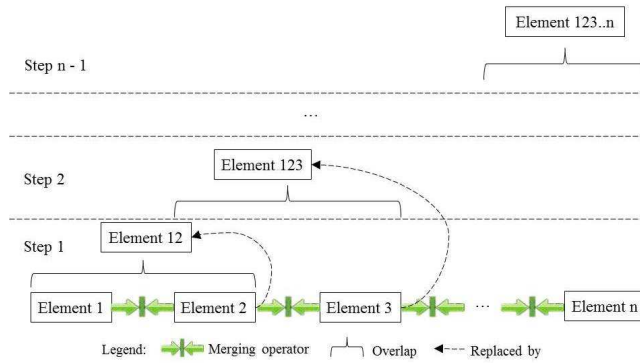 Element 123..n
Step n - 1
...
Element 123
Step 2
Step 1
Element 12
Element 1
Element 2
Element 3
...
Element n
Legend: Merging operator Overlap Replaced by